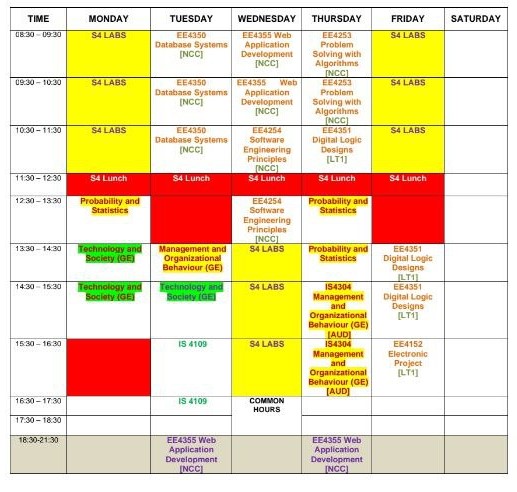 TIME
MONDAY
TUESDAY
WEDNESDAY
THURSDAY
FRIDAY
SATURDAY
08:30 – 09:30
S4 LABS
EE4350
Database Systems
[NCC]
EE4355 Web
Application
Development
[NCC]
EE4253
Problem
Solving with
Algorithms
[NCC]
S4 LABS
09:30 – 10:30
S4 LABS
EE4350
Database Systems
[NCC]
EE4355 Web
Application
Development
[NCC]
EE4253
Problem
Solving with
Algorithms
[NCC]
S4 LABS
10:30 – 11:30
S4 LABS
EE4350
Database Systems
[NCC]
EE4254
Software
Engineering
Principles
[NCC]
EE4351
Digital Logic
Designs
[LT1]
S4 LABS
11:30 – 12:30
S4 Lunch
S4 Lunch
S4 Lunch
S4 Lunch
S4 Lunch
12:30 – 13:30
Probability and
Statistics
EE4254
Software
Engineering
Principles
[NCC]
Probability and
Statistics
13:30 – 14:30
Technology and
Society (GE)
Management and
Organizational
Behaviour (GE)
S4 LABS
Probability and
Statistics
EE4351
Digital Logic
Designs
[LT1]
14:30 – 15:30
Technology and
Society (GE)
Technology and
Society (GE)
S4 LABS
IS4304
Management
and
Organizational
Behaviour (GE)
[AUD]
EE4351
Digital Logic
Designs
[LT1]
15:30 – 16:30
IS 4109
S4 LABS
IS4304
Management
and
Organizational
Behaviour (GE)
[AUD]
EE4152
Electronic
Project
[LT1]
16:30 – 17:30
IS 4109
COMMON
HOURS
17:30 – 18:30
18:30-21:30
EE4355 Web
Application
Development
[NCC]
EE4355 Web
Application
Development
[NCC]